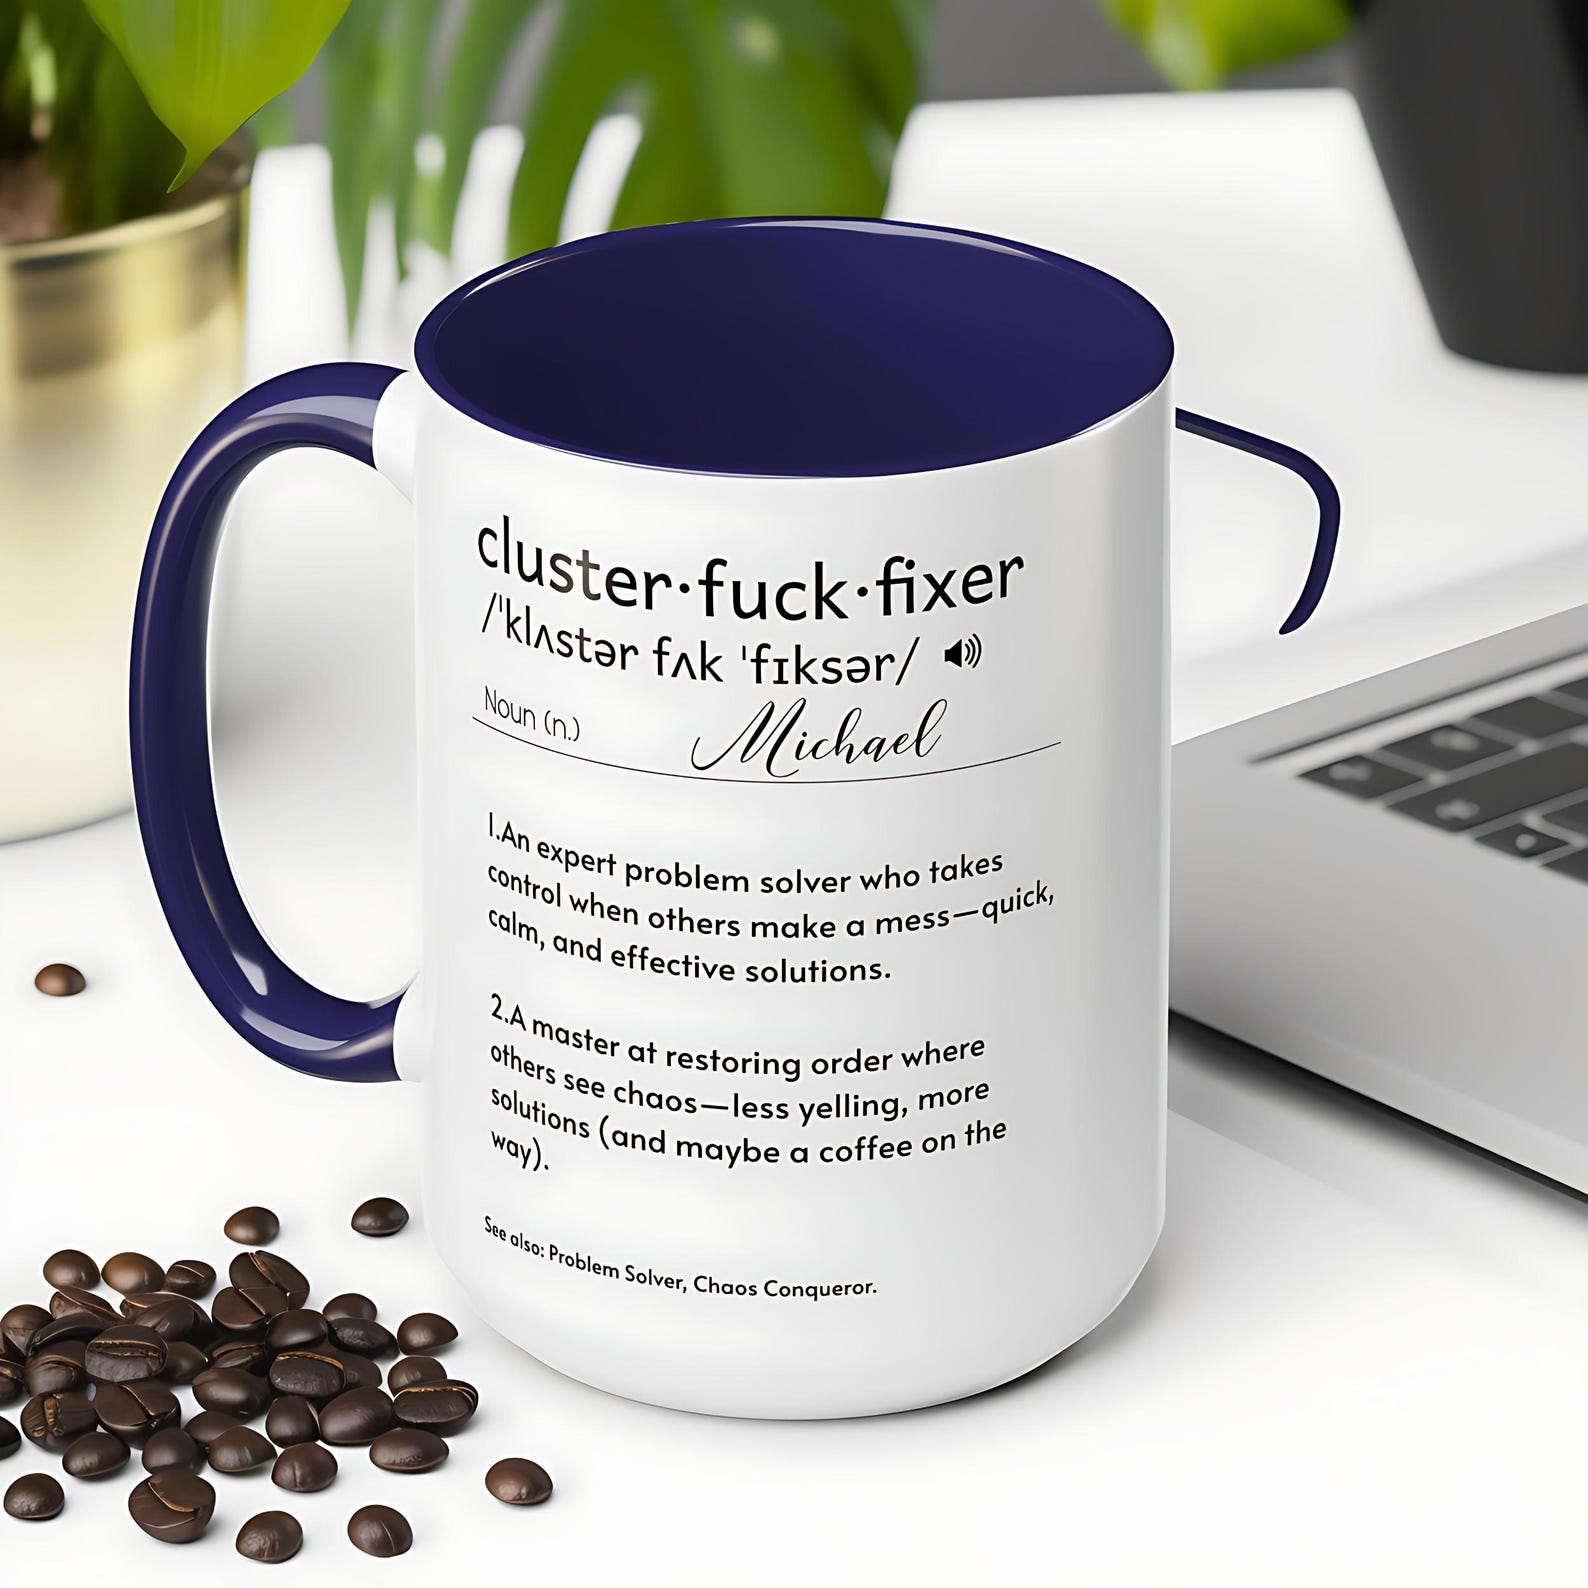 cluster·fuck·fixer
/ˈklʌstər fʌk ˈfɪksər/
Noun (n.) Michael
1.An expert problem solver who takes
control when others make a mess—quick,
calm, and effective solutions.
2.A master at restoring order where
others see chaos—less yelling, more
solutions (and maybe a coffee on the
way).
See also: Problem Solver, Chaos Conqueror.